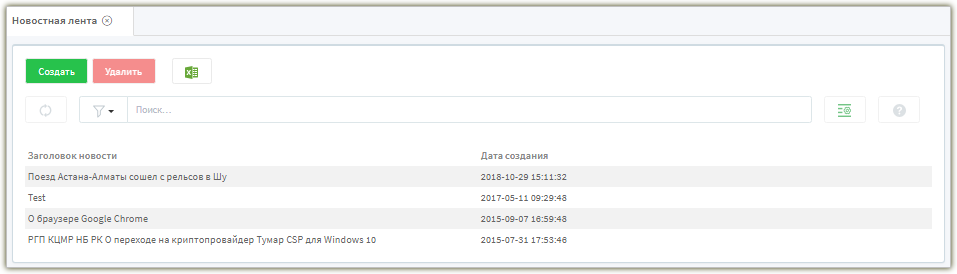 Новостная лента
Создать Удалить
Поиск...
Заголовок новости Дата создания
Поезд Астана-Алматы сошел с рельсов в Шу 2018-10-29 15:11:32
Test 2017-05-11 09:29:48
О браузере Google Chrome 2015-09-07 16:59:48
РГП КЦМР НБ РК О переходе на криптопровайдер Тумар CSP для Windows 10 2015-07-31 17:53:46